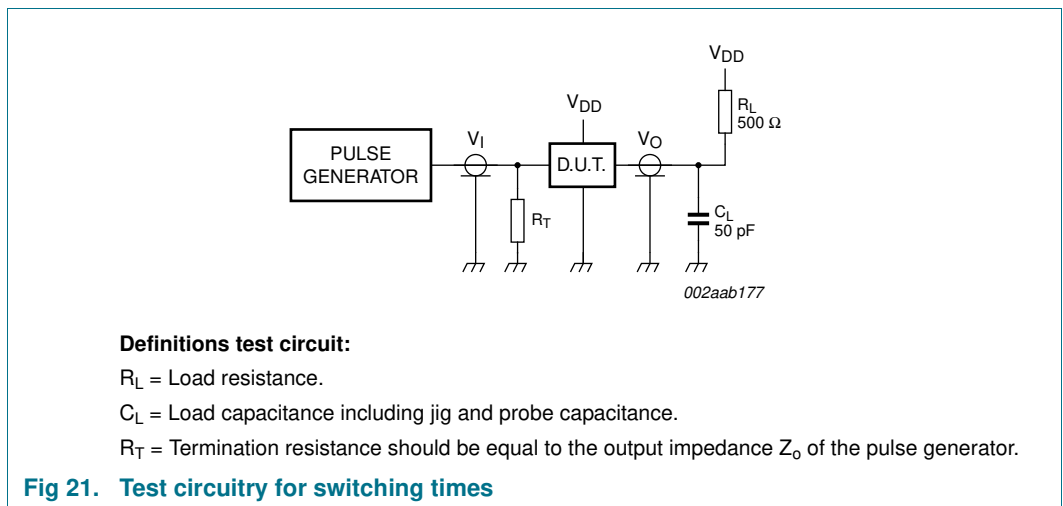 VDD
RL
500 Ω
VDD
VI
VO
PULSE
GENERATOR
D.U.T.
RT
CL
50 pF
002aab177
Definitions test circuit:
RL = Load resistance.
CL = Load capacitance including jig and probe capacitance.
RT = Termination resistance should be equal to the output impedance Zo of the pulse generator.
Fig 21. Test circuitry for switching times